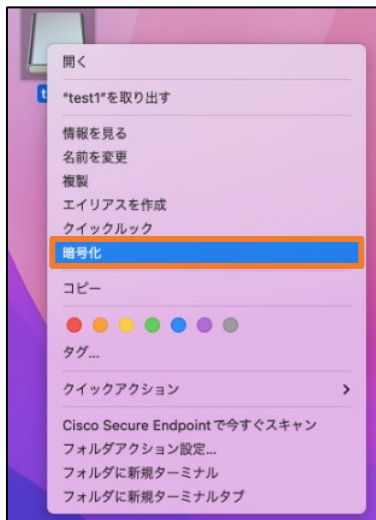 開く
"test1"を取り出す
情報を見る
名前を変更
複製
エイリアスを作成
クイックルック
暗号化
コピー
タグ...
クイックアクション
Cisco Secure Endpointで今すぐスキャン
フォルダアクション設定...
フォルダに新規ターミナル
フォルダに新規ターミナルタブ